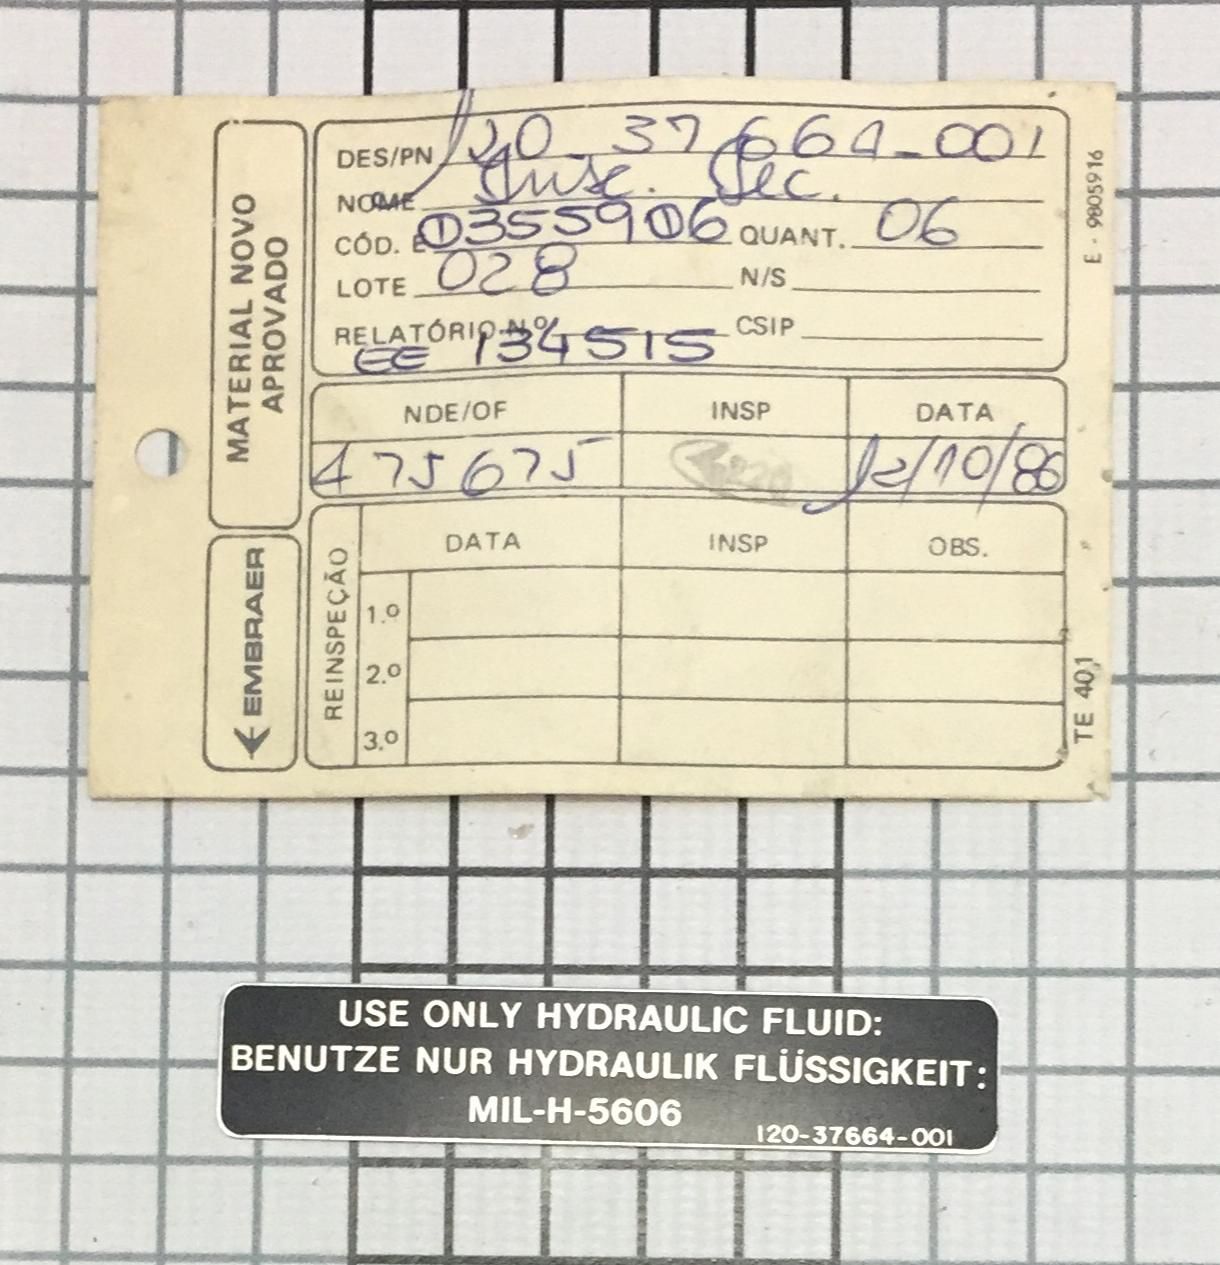 MATERIAL NOVO
APROVADO
EMBRAER
DES/PN 120-37664-001
NOME Insc. Sec.
CÓD. E 0355906 QUANT. 06
LOTE 028 N/S
RELATÓRIO Nº CSIP
EE 134515
NDE/OF INSP DATA
475675 12/10/86
REINSPEÇÃO
DATA INSP OBS.
1.º
2.º
3.º
E - 9805916
TE 401
USE ONLY HYDRAULIC FLUID:
BENUTZE NUR HYDRAULIK FLÜSSIGKEIT:
MIL-H-5606
120-37664-001